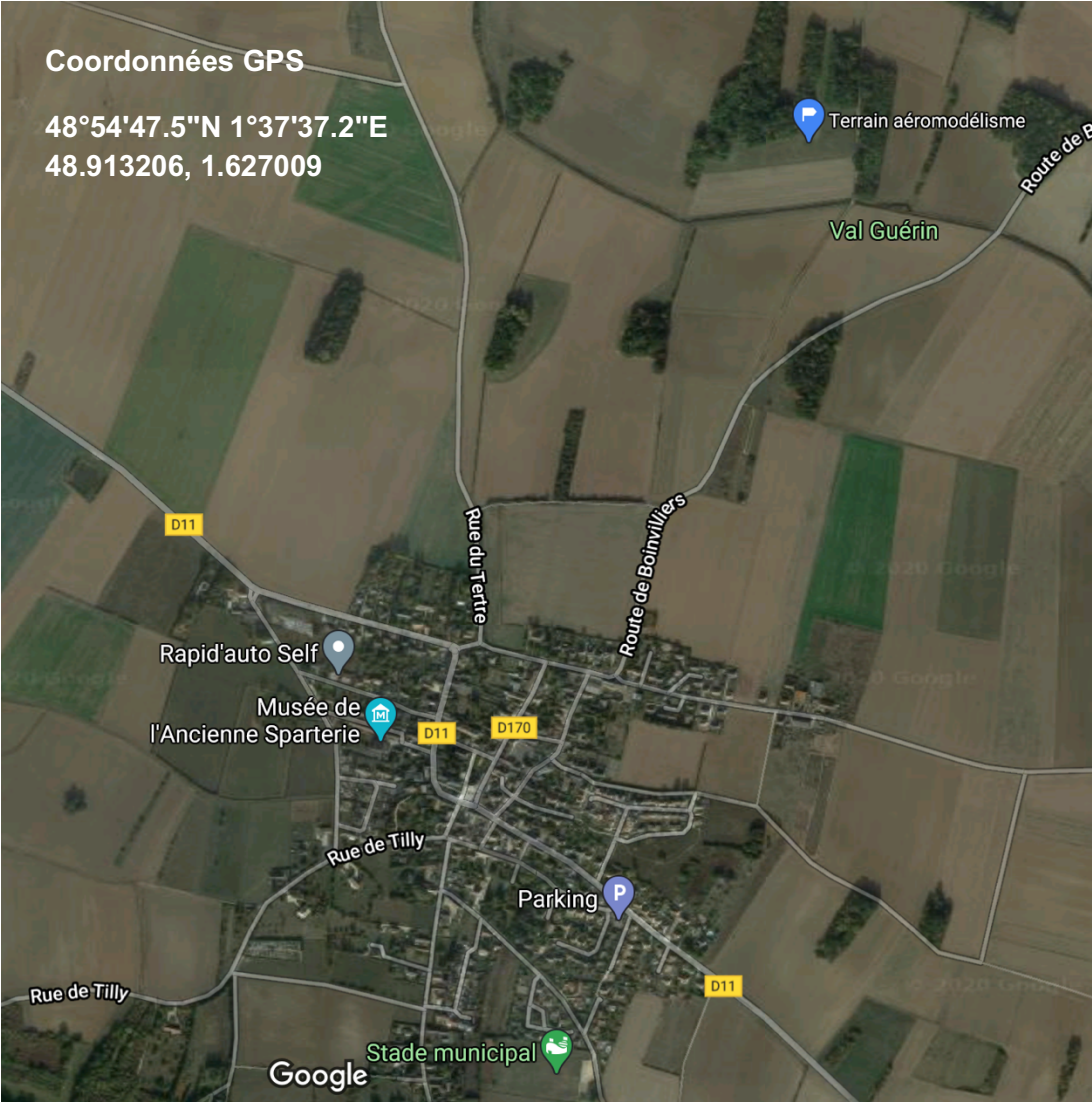 Coordonnées GPS
48°54'47.5"N 1°37'37.2"E
48.913206, 1.627009
Terrain aéromodélisme
Route de B
Val Guérin
D11
Rue du Tertre
Route de Boinvilliers
Rapid'auto Self
Musée de
l'Ancienne Sparterie
M
D11
D170
Rue de Tilly
Parking
P
Rue de Tilly
D11
Stade municipal
Google
© 2020 Google